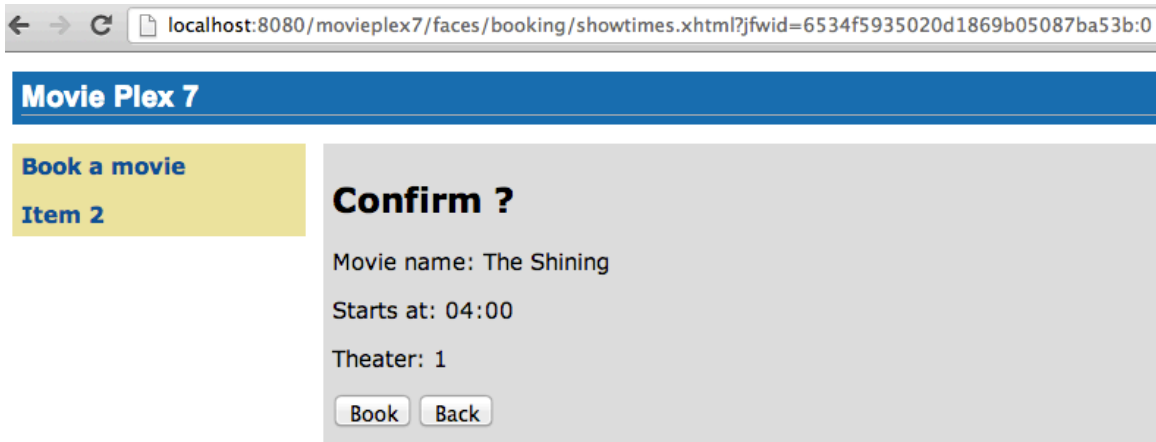 localhost:8080/movieplex7/faces/booking/showtimes.xhtml?jfwid=6534f5935020d1869b05087ba53b:0
Movie Plex 7
Book a movie
Item 2
Confirm ?
Movie name: The Shining
Starts at: 04:00
Theater: 1
Book Back